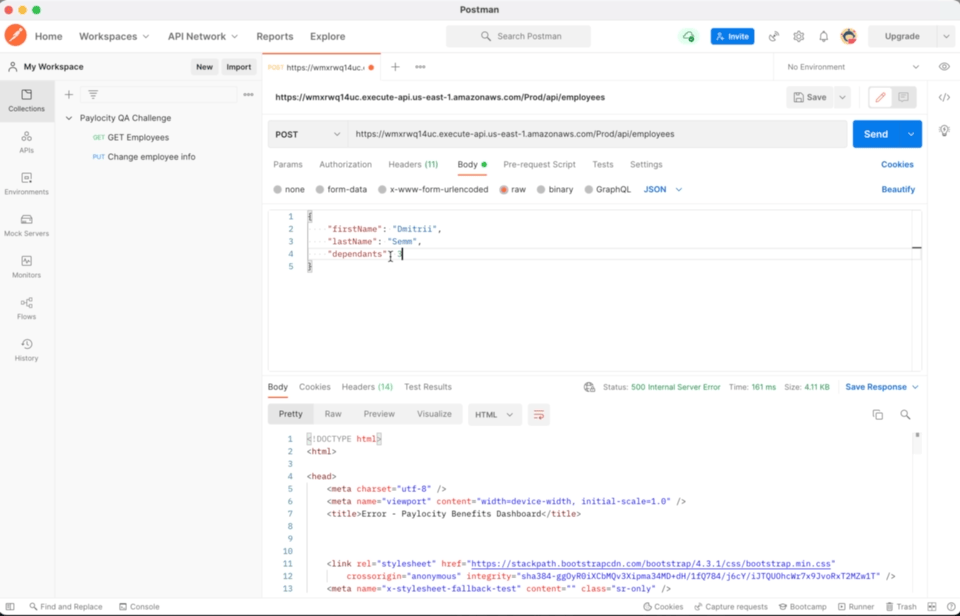 Postman
Home Workspaces API Network Reports Explore Search Postman Invite Upgrade
My Workspace New Import POST https://wmxrwq14uc. No Environment
Collections
APIs
Environments
Mock Servers
Monitors
Flows
History
Paylocity QA Challenge
GET GET Employees
PUT Change employee info
https://wmxrwq14uc.execute-api.us-east-1.amazonaws.com/Prod/api/employees Save
POST https://wmxrwq14uc.execute-api.us-east-1.amazonaws.com/Prod/api/employees Send
Params Authorization Headers (11) Body Pre-request Script Tests Settings Cookies
none form-data x-www-form-urlencoded raw binary GraphQL JSON Beautify
1 {
2 "firstName": "Dmitrii",
3 "lastName": "Semm",
4 "dependants": 3
5 }
Body Cookies Headers (14) Test Results Status: 500 Internal Server Error Time: 161 ms Size: 4.11 KB Save Response
Pretty Raw Preview Visualize HTML
1 <!DOCTYPE html>
2 <html>
3
4 <head>
5 <meta charset="utf-8" />
6 <meta name="viewport" content="width=device-width, initial-scale=1.0" />
7 <title>Error - Paylocity Benefits Dashboard</title>
8
9
10
11 <link rel="stylesheet" href="https://stackpath.bootstrapcdn.com/bootstrap/4.3.1/css/bootstrap.min.css"
12 crossorigin="anonymous" integrity="sha384-ggOyR0iXCbMQv3Xipma34MD+dH/1fQ784/j6cY/iJTQUOhcWr7x9JvoRxT2MZw1T" />
13 <meta name="x-stylesheet-fallback-test" content="" class="sr-only" />
Find and Replace Console Cookies Capture requests Bootcamp Runner Trash